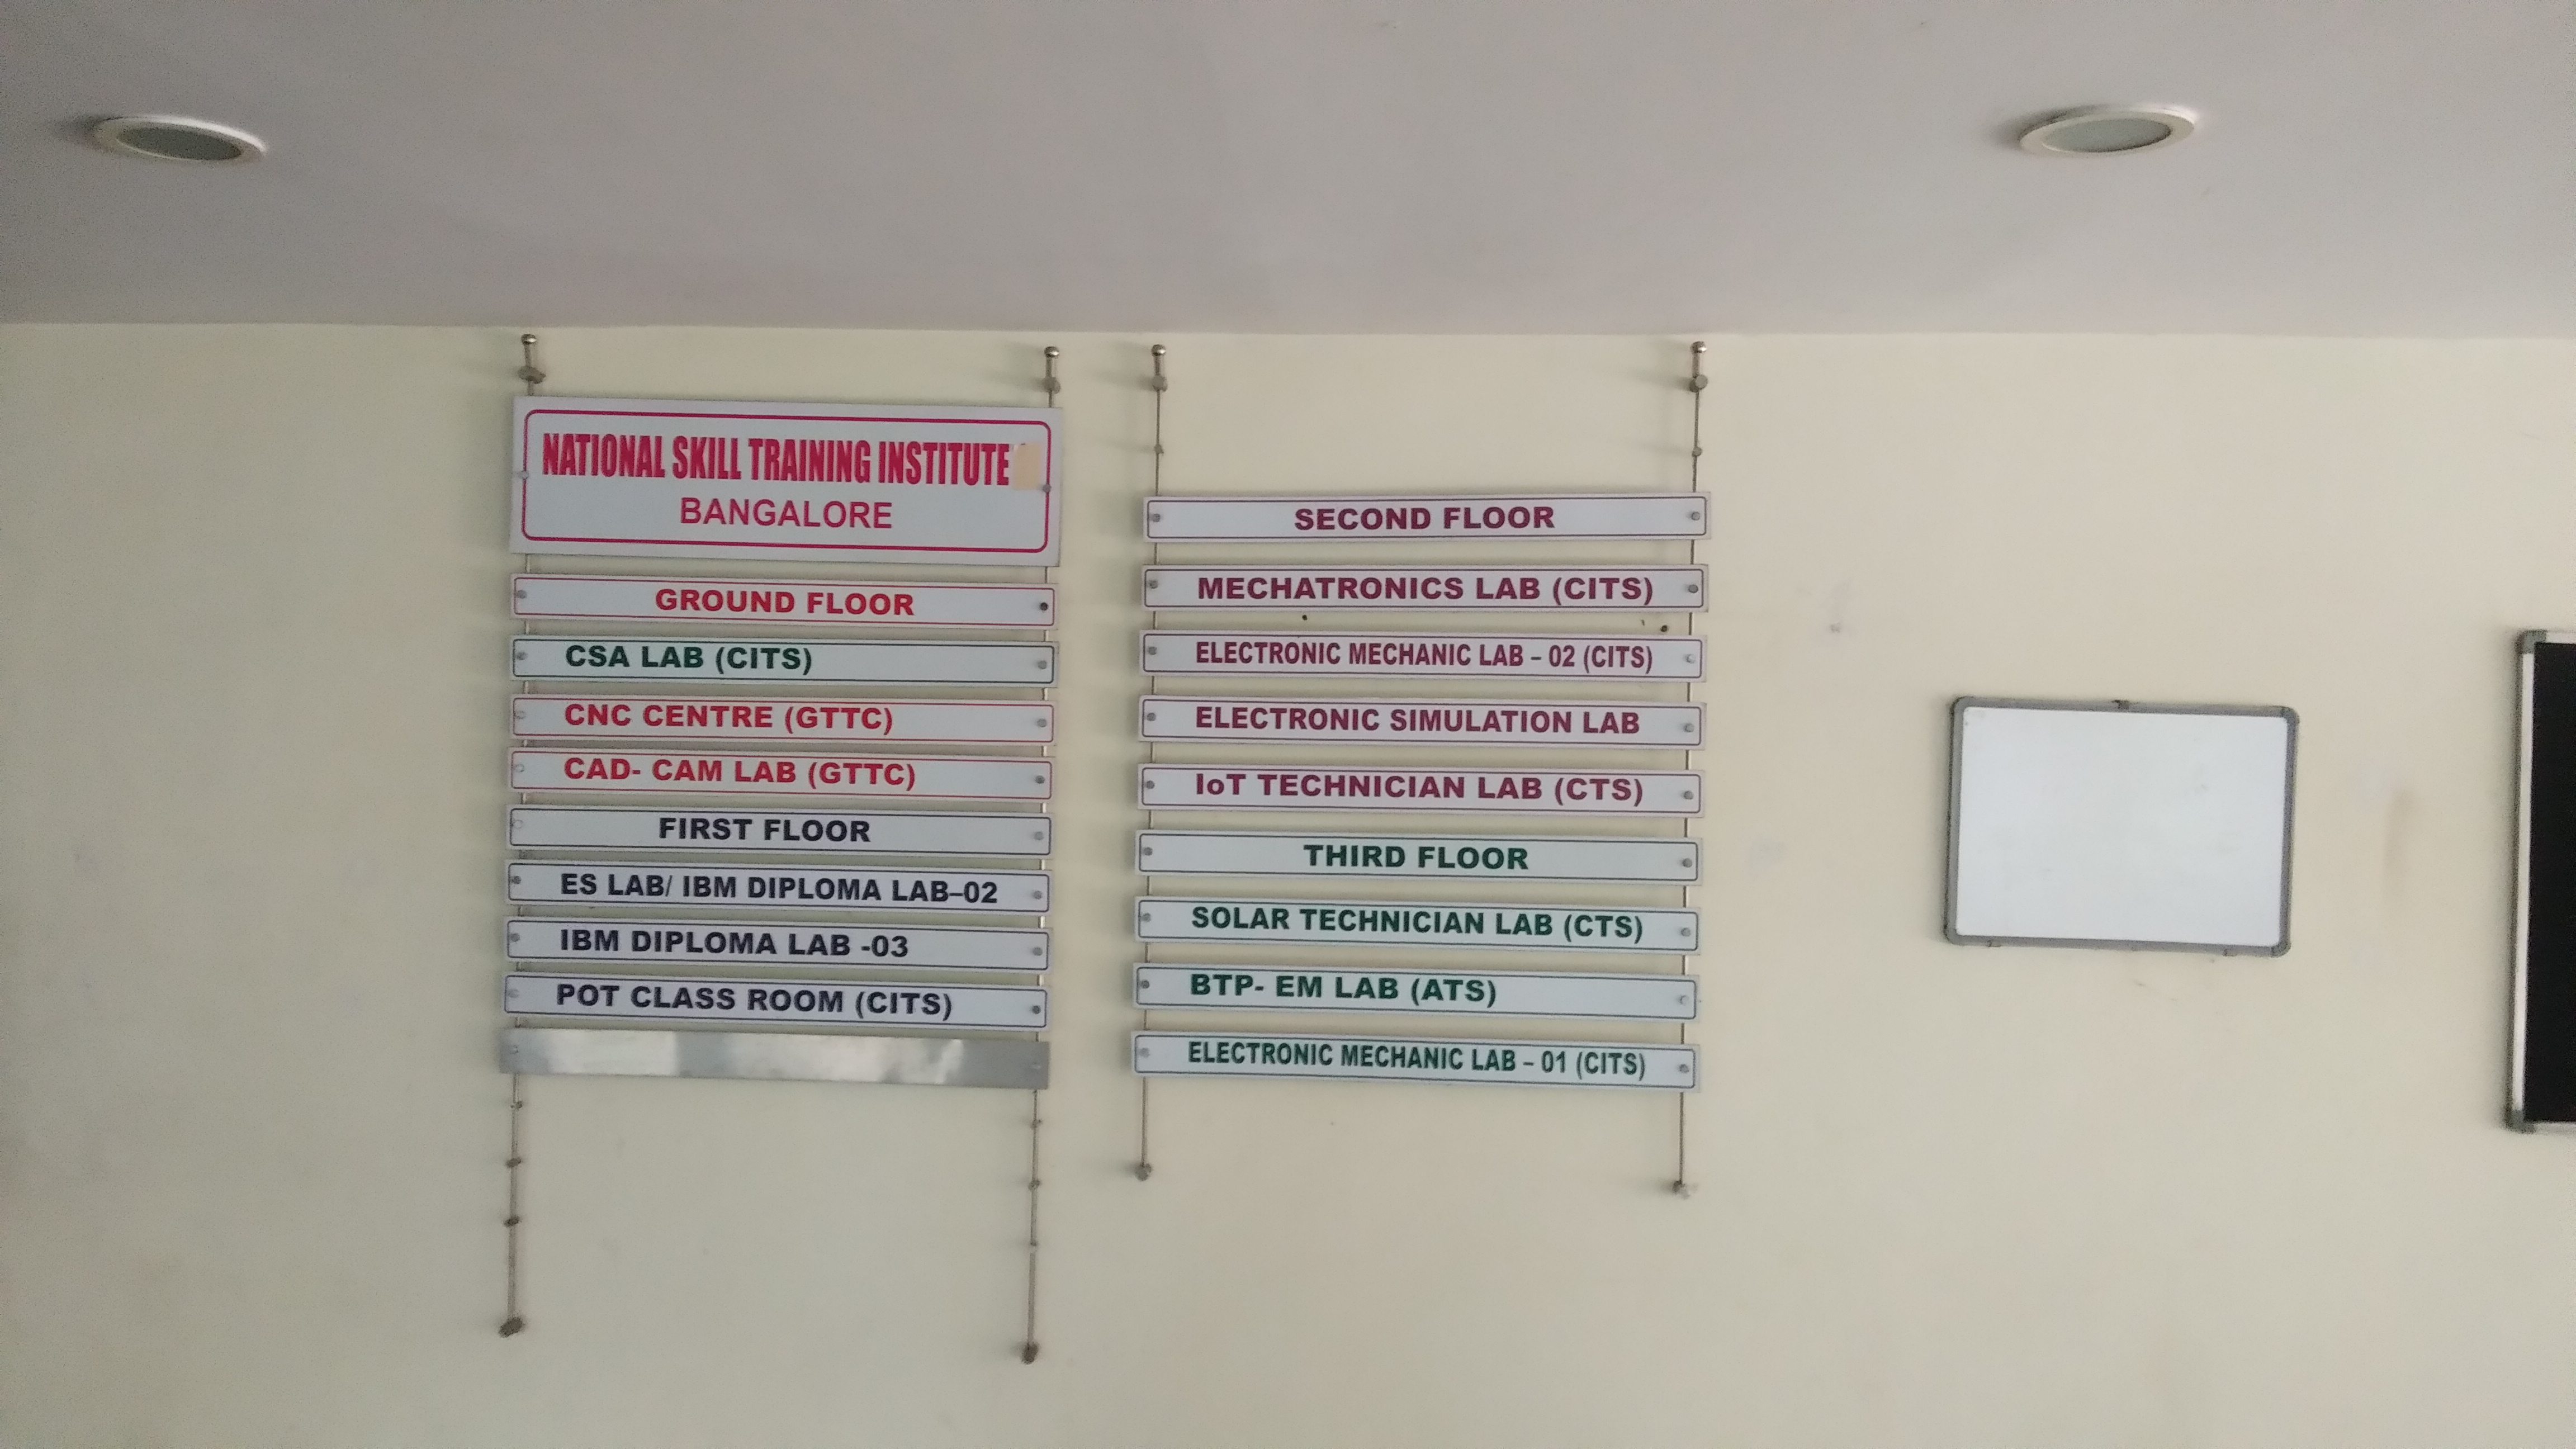 NATIONAL SKILL TRAINING INSTITUTE
BANGALORE
GROUND FLOOR
CSA LAB (CITS)
CNC CENTRE (GTTC)
CAD- CAM LAB (GTTC)
FIRST FLOOR
ES LAB/ IBM DIPLOMA LAB–02
IBM DIPLOMA LAB -03
POT CLASS ROOM (CITS)
SECOND FLOOR
MECHATRONICS LAB (CITS)
ELECTRONIC MECHANIC LAB – 02 (CITS)
ELECTRONIC SIMULATION LAB
IoT TECHNICIAN LAB (CTS)
THIRD FLOOR
SOLAR TECHNICIAN LAB (CTS)
BTP- EM LAB (ATS)
ELECTRONIC MECHANIC LAB – 01 (CITS)